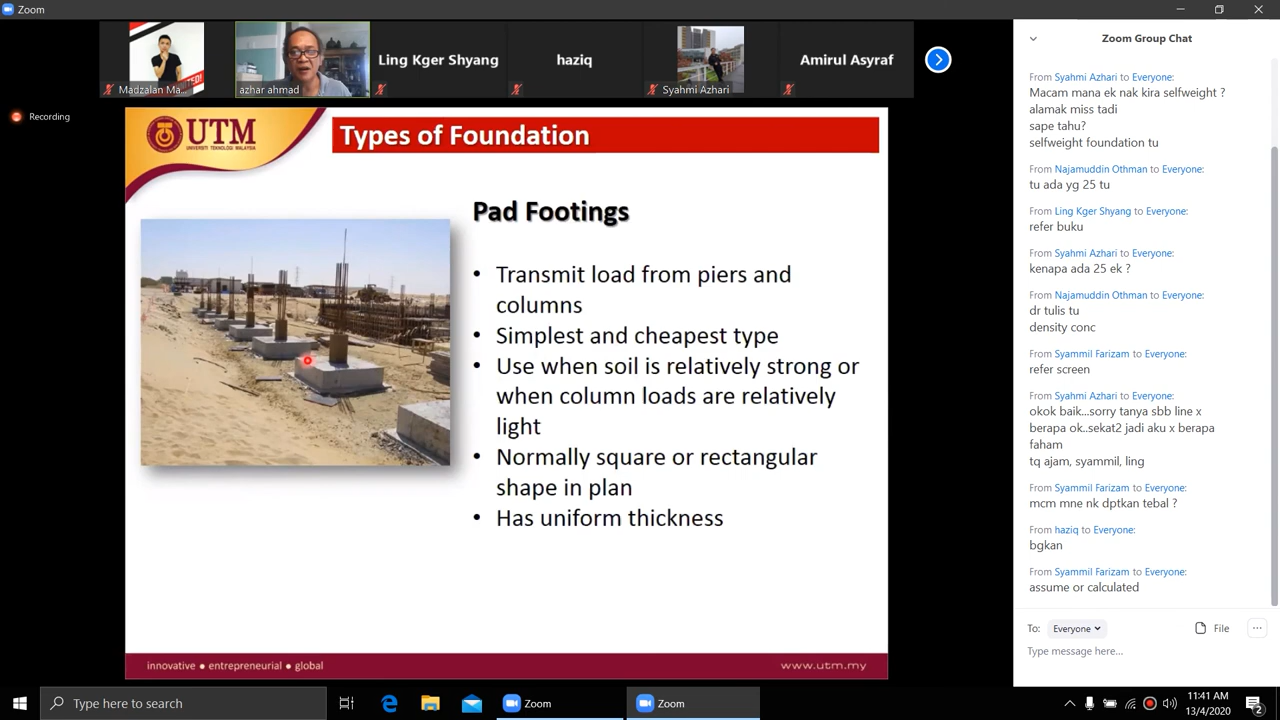 Zoom
Madzalan Ma...
azhar ahmad
Ling Kger Shyang
haziq
Syahmi Azhari
Amirul Asyraf
Recording
UTM
UNIVERSITI TEKNOLOGI MALAYSIA
Types of Foundation
Pad Footings
• Transmit load from piers and
columns
• Simplest and cheapest type
• Use when soil is relatively strong or
when column loads are relatively
light
• Normally square or rectangular
shape in plan
• Has uniform thickness
innovative ● entrepreneurial ● global
www.utm.my
Zoom Group Chat
From Syahmi Azhari to Everyone:
Macam mana ek nak kira selfweight ?
alamak miss tadi
sape tahu?
selfweight foundation tu
From Najamuddin Othman to Everyone:
tu ada yg 25 tu
From Ling Kger Shyang to Everyone:
refer buku
From Syahmi Azhari to Everyone:
kenapa ada 25 ek ?
From Najamuddin Othman to Everyone:
dr tulis tu
density conc
From Syammil Farizam to Everyone:
refer screen
From Syahmi Azhari to Everyone:
okok baik...sorry tanya sbb line x
berapa ok..sekat2 jadi aku x berapa
faham
tq ajam, syammil, ling
From Syammil Farizam to Everyone:
mcm mne nk dptkan tebal ?
From haziq to Everyone:
bgkan
From Syammil Farizam to Everyone:
assume or calculated
To: Everyone
File
Type message here...
Type here to search
Zoom
Zoom
11:41 AM
13/4/2020
2